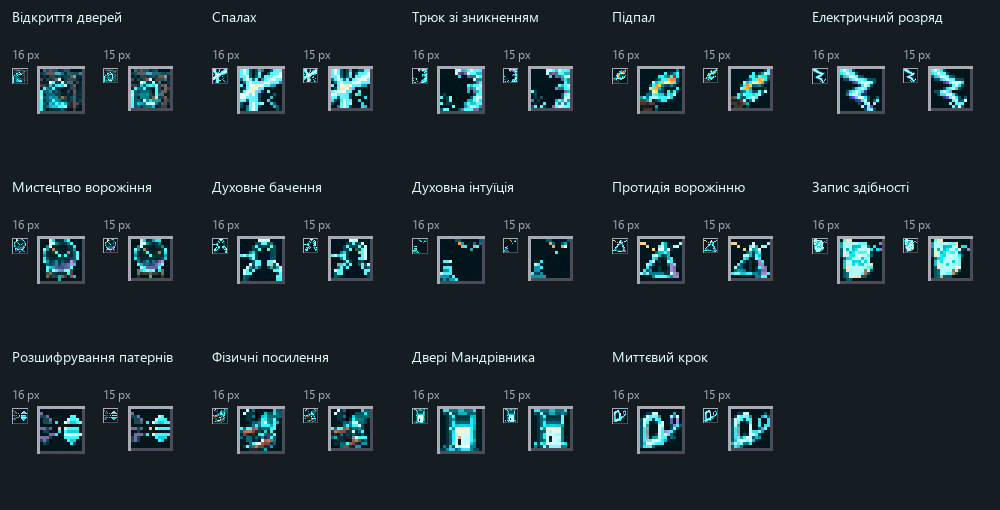 Відкриття дверей
Спалах
Трюк зі зникненням
Підпал
Електричний розряд
16 px
15 px
16 px
15 px
16 px
15 px
16 px
15 px
16 px
15 px
Мистецтво ворожіння
Духовне бачення
Духовна інтуїція
Протидія ворожінню
Запис здібності
16 px
15 px
16 px
15 px
16 px
15 px
16 px
15 px
16 px
15 px
Розшифрування патернів
Фізичні посилення
Двері Мандрівника
Миттєвий крок
16 px
15 px
16 px
15 px
16 px
15 px
16 px
15 px